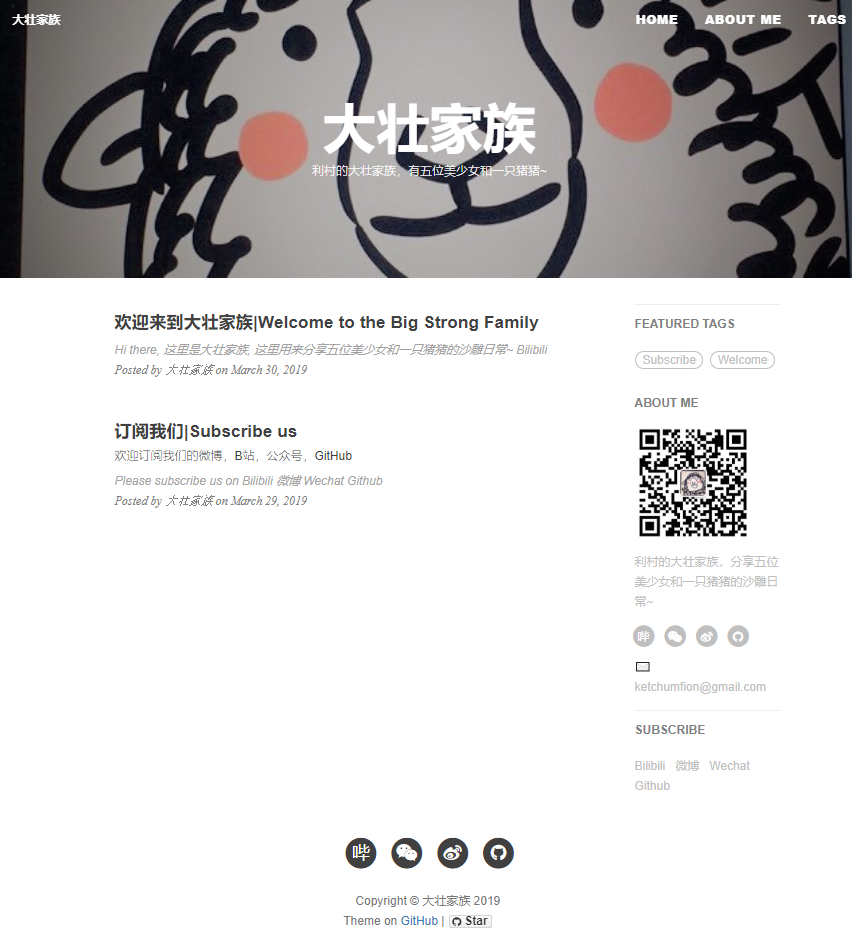 大壮家族
HOME ABOUT ME TAGS
大壮家族
利村的大壮家族，有五位美少女和一只猪猪~
欢迎来到大壮家族|Welcome to the Big Strong Family
Hi there, 这里是大壮家族, 这里用来分享五位美少女和一只猪猪的沙雕日常~ Bilibili
Posted by 大壮家族 on March 30, 2019
订阅我们|Subscribe us
欢迎订阅我们的微博，B站，公众号，GitHub
Please subscribe us on Bilibili 微博 Wechat Github
Posted by 大壮家族 on March 29, 2019
FEATURED TAGS
Subscribe Welcome
ABOUT ME
利村的大壮家族，分享五位
美少女和一只猪猪的沙雕日
常~
哔
ketchumfion@gmail.com
SUBSCRIBE
Bilibili 微博 Wechat
Github
哔
Copyright © 大壮家族 2019
Theme on GitHub | Star